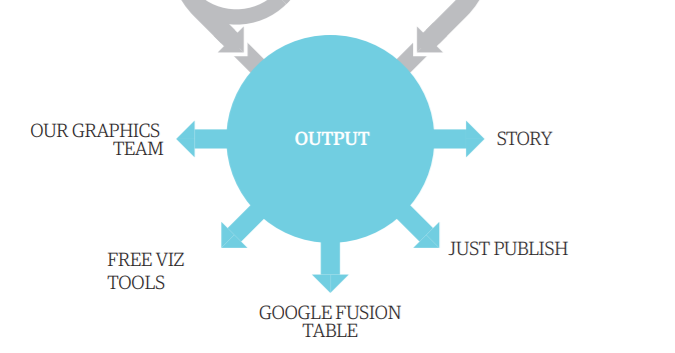 OUR GRAPHICS
TEAM
OUTPUT
STORY
FREE VIZ
TOOLS
JUST PUBLISH
GOOGLE FUSION
TABLE